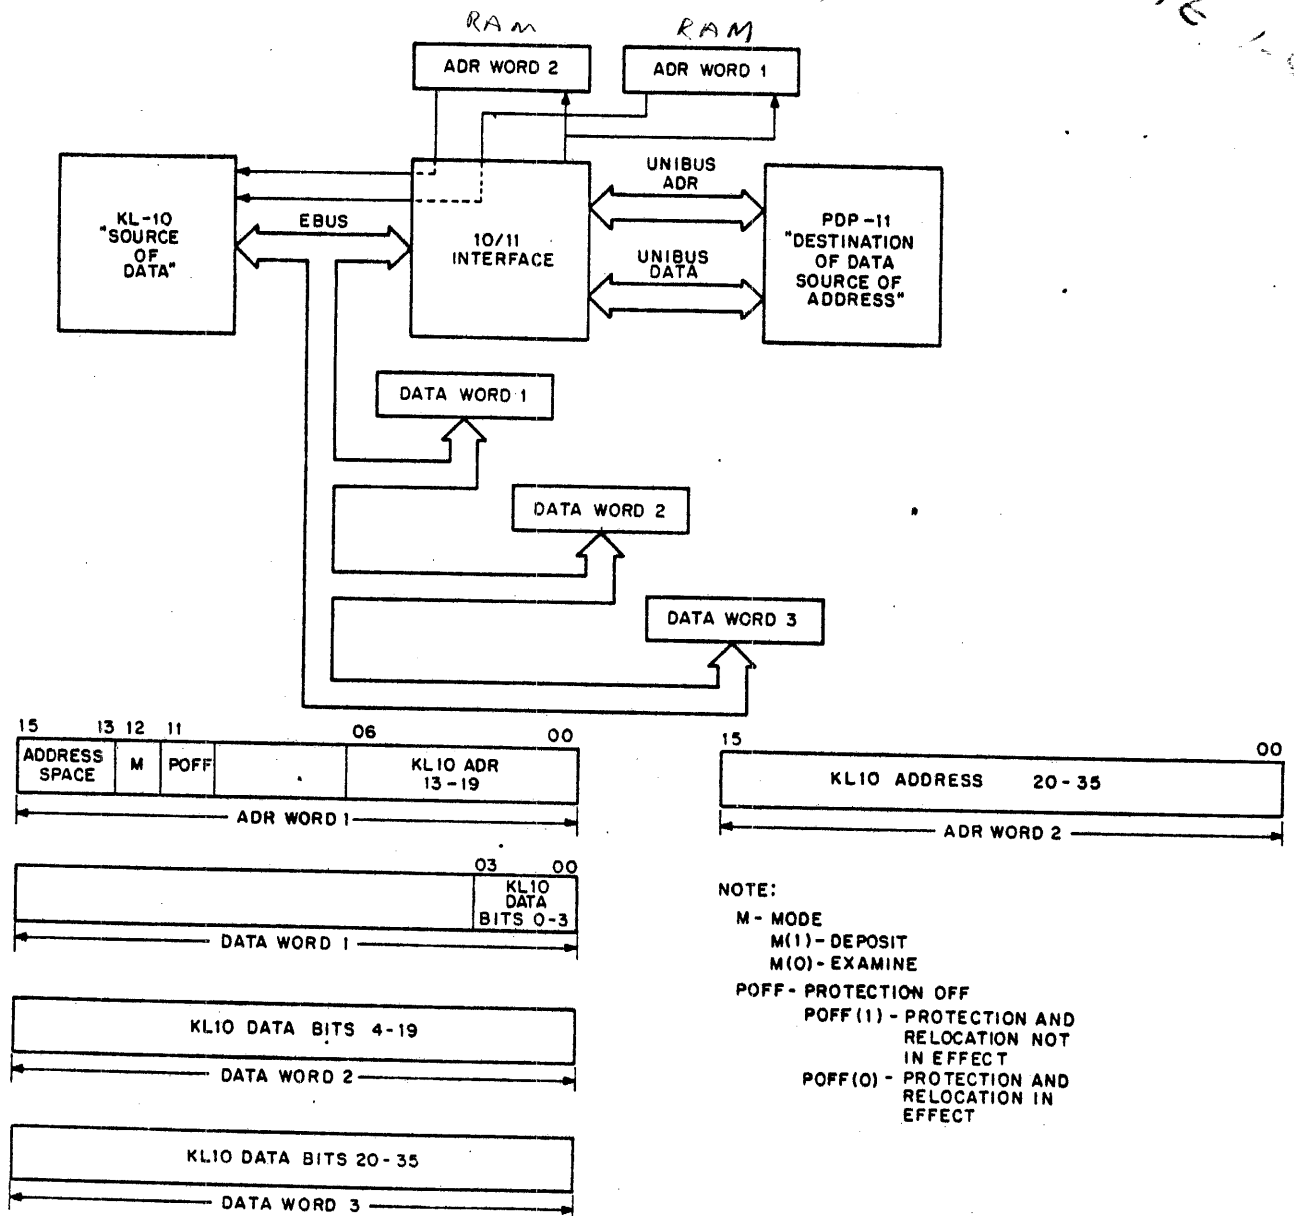 RAM RAM
ADR WORD 2
ADR WORD 1
KL-10
"SOURCE
OF
DATA"
EBUS
10/11
INTERFACE
UNIBUS
ADR
UNIBUS
DATA
PDP-11
"DESTINATION
OF DATA
SOURCE OF
ADDRESS"
DATA WORD 1
DATA WORD 2
DATA WORD 3
15 13 12 11 06 00
ADDRESS
SPACE
M
POFF
KL10 ADR
13-19
ADR WORD 1
15 00
KL10 ADDRESS 20-35
ADR WORD 2
03 00
KL10
DATA
BITS 0-3
DATA WORD 1
KL10 DATA BITS 4-19
DATA WORD 2
KL10 DATA BITS 20-35
DATA WORD 3
NOTE:
M- MODE
M(1)- DEPOSIT
M(0)- EXAMINE
POFF- PROTECTION OFF
POFF(1) - PROTECTION AND
RELOCATION NOT
IN EFFECT
POFF(0) - PROTECTION AND
RELOCATION IN
EFFECT